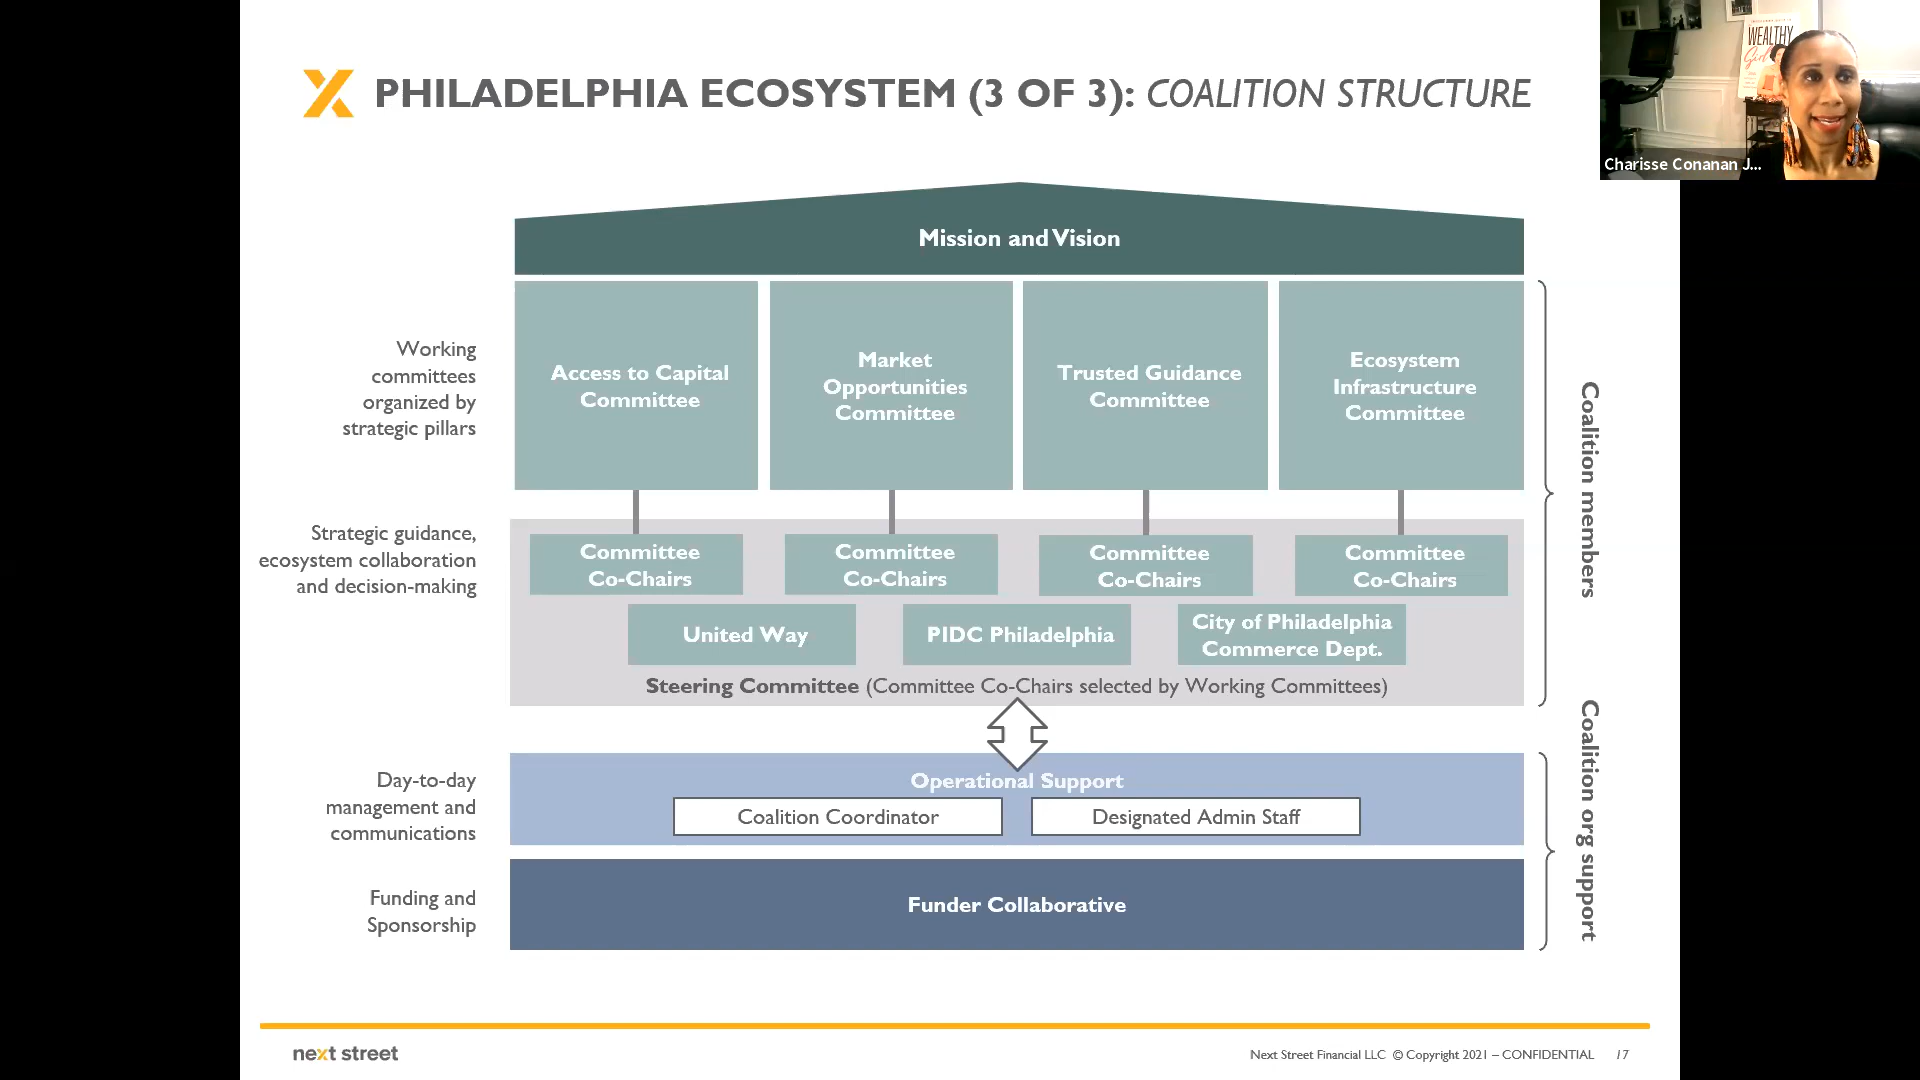 PHILADELPHIA ECOSYSTEM (3 OF 3): COALITION STRUCTURE
WEALTHY
Girl
Charisse Conanan J...
Mission and Vision
Working
committees
organized by
strategic pillars
Access to Capital
Committee
Market
Opportunities
Committee
Trusted Guidance
Committee
Ecosystem
Infrastructure
Committee
Coalition members
Strategic guidance,
ecosystem collaboration
and decision-making
Committee
Co-Chairs
Committee
Co-Chairs
Committee
Co-Chairs
Committee
Co-Chairs
United Way
PIDC Philadelphia
City of Philadelphia
Commerce Dept.
Steering Committee (Committee Co-Chairs selected by Working Committees)
Day-to-day
management and
communications
Operational Support
Coalition Coordinator
Designated Admin Staff
Coalition org support
Funding and
Sponsorship
Funder Collaborative
next street
Next Street Financial LLC © Copyright 2021 – CONFIDENTIAL 17